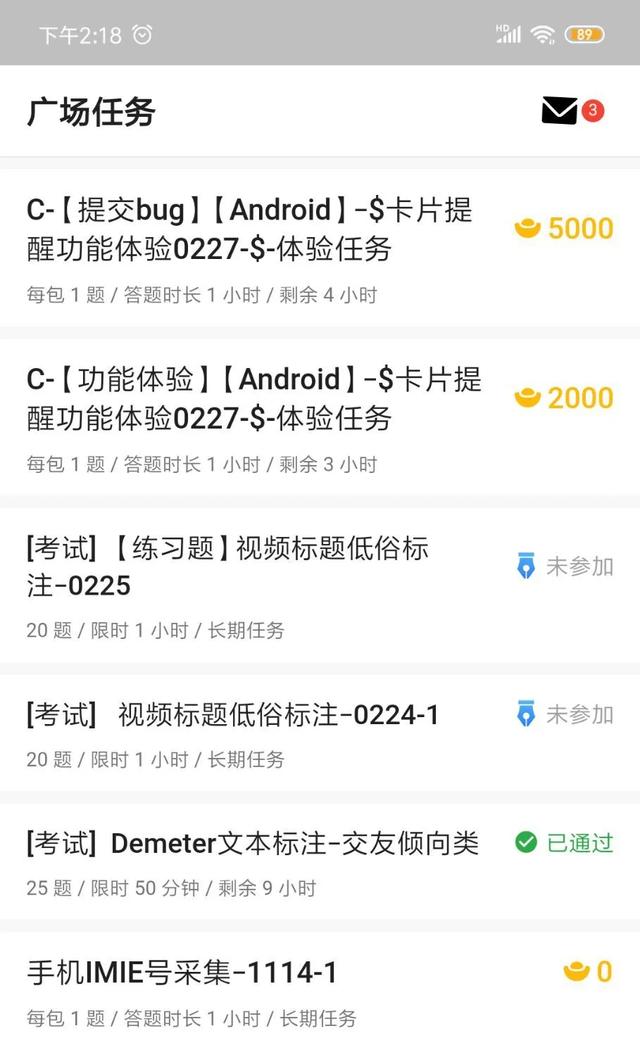 下午2:18
HD
89
广场任务
3
C-【提交bug】【Android】-$卡片提
醒功能体验0227-$-体验任务
5000
每包 1 题 / 答题时长 1 小时 / 剩余 4 小时
C-【功能体验】【Android】-$卡片提
醒功能体验0227-$-体验任务
2000
每包 1 题 / 答题时长 1 小时 / 剩余 3 小时
[考试] 【练习题】视频标题低俗标
注-0225
未参加
20 题 / 限时 1 小时 / 长期任务
[考试] 视频标题低俗标注-0224-1
未参加
20 题 / 限时 1 小时 / 长期任务
[考试] Demeter文本标注-交友倾向类
已通过
25 题 / 限时 50 分钟 / 剩余 9 小时
手机IMIE号采集-1114-1
0
每包 1 题 / 答题时长 1 小时 / 长期任务